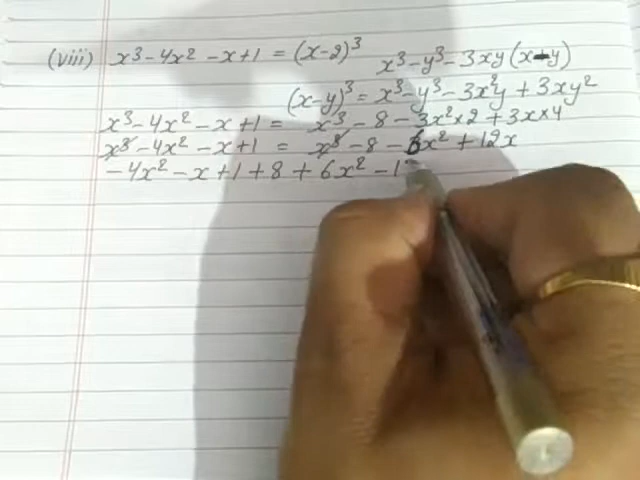 (viii) x³ - 4x² - x + 1 = (x-2)³ x³ - y³ - 3xy(x-y)
(x-y)³ = x³ - y³ - 3x²y + 3xy²
x³ - 4x² - x + 1 = x³ - 8 - 3x²×2 + 3x×4
x³ - 4x² - x + 1 = x³ - 8 - 6x² + 12x
- 4x² - x + 1 + 8 + 6x² - 1